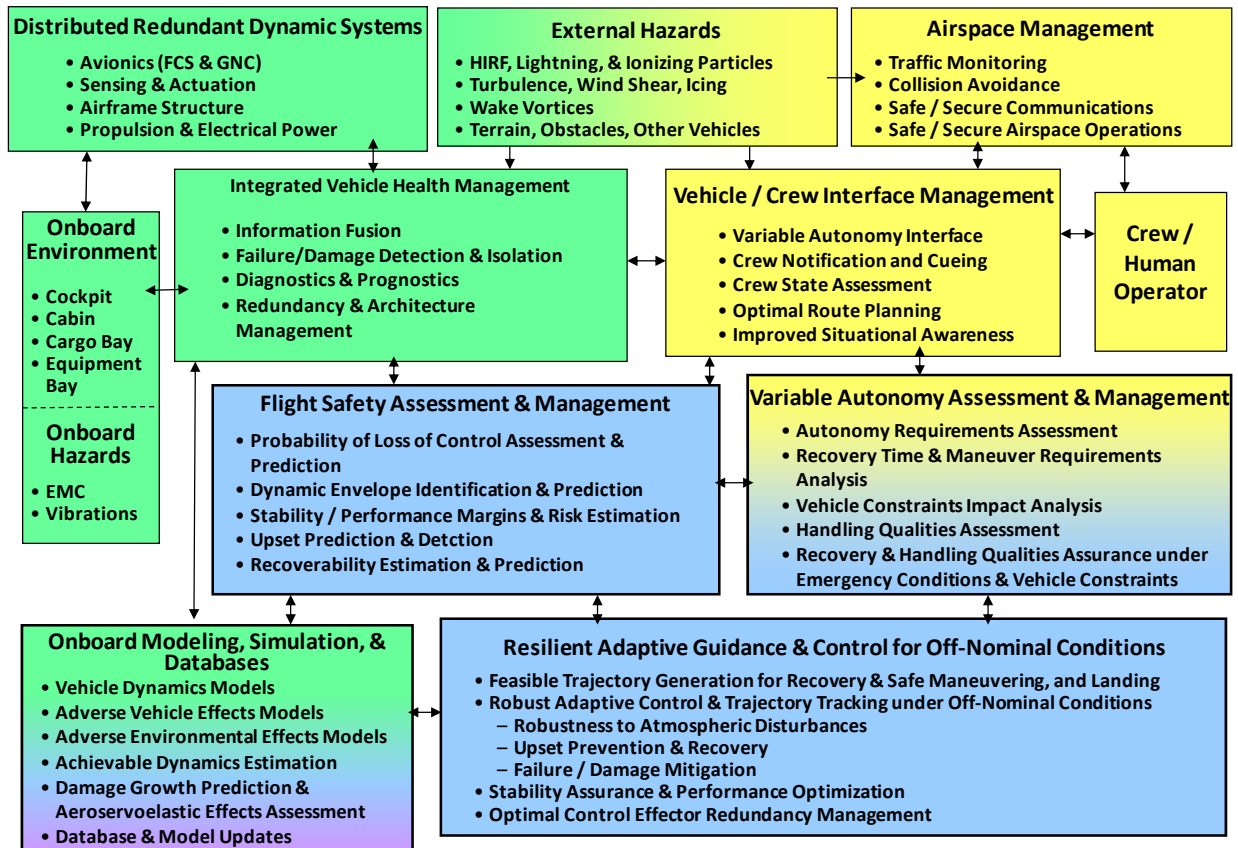 Distributed Redundant Dynamic Systems
• Avionics (FCS & GNC)
• Sensing & Actuation
• Airframe Structure
• Propulsion & Electrical Power
External Hazards
• HIRF, Lightning, & Ionizing Particles
• Turbulence, Wind Shear, Icing
• Wake Vortices
• Terrain, Obstacles, Other Vehicles
Airspace Management
• Traffic Monitoring
• Collision Avoidance
• Safe / Secure Communications
• Safe / Secure Airspace Operations
Onboard
Environment
• Cockpit
• Cabin
• Cargo Bay
• Equipment
Bay
Onboard
Hazards
• EMC
• Vibrations
Integrated Vehicle Health Management
• Information Fusion
• Failure/Damage Detection & Isolation
• Diagnostics & Prognostics
• Redundancy & Architecture
Management
Vehicle / Crew Interface Management
• Variable Autonomy Interface
• Crew Notification and Cueing
• Crew State Assessment
• Optimal Route Planning
• Improved Situational Awareness
Crew /
Human
Operator
Flight Safety Assessment & Management
• Probability of Loss of Control Assessment &
Prediction
• Dynamic Envelope Identification & Prediction
• Stability / Performance Margins & Risk Estimation
• Upset Prediction & Detction
• Recoverability Estimation & Prediction
Variable Autonomy Assessment & Management
• Autonomy Requirements Assessment
• Recovery Time & Maneuver Requirements
Analysis
• Vehicle Constraints Impact Analysis
• Handling Qualities Assessment
• Recovery & Handling Qualities Assurance under
Emergency Conditions & Vehicle Constraints
Onboard Modeling, Simulation, &
Databases
• Vehicle Dynamics Models
• Adverse Vehicle Effects Models
• Adverse Environmental Effects Models
• Achievable Dynamics Estimation
• Damage Growth Prediction &
Aeroservoelastic Effects Assessment
• Database & Model Updates
Resilient Adaptive Guidance & Control for Off-Nominal Conditions
• Feasible Trajectory Generation for Recovery & Safe Maneuvering, and Landing
• Robust Adaptive Control & Trajectory Tracking under Off-Nominal Conditions
– Robustness to Atmospheric Disturbances
– Upset Prevention & Recovery
– Failure / Damage Mitigation
• Stability Assurance & Performance Optimization
• Optimal Control Effector Redundancy Management